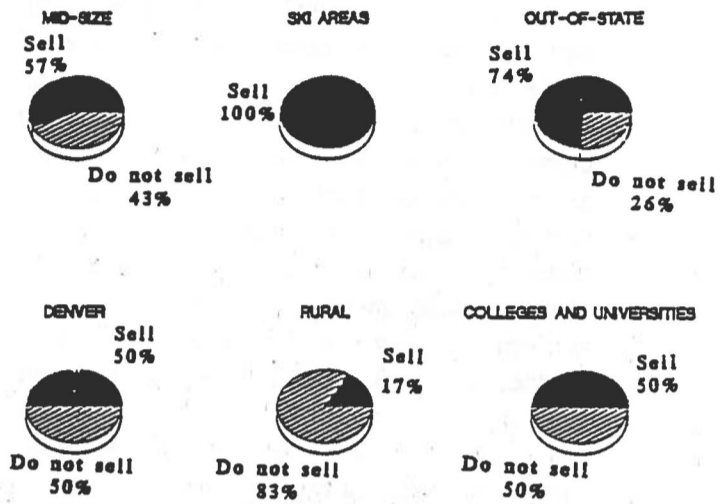 MID-SIZE
Sell
57%
Do not sell
43%
SKI AREAS
Sell
100%
OUT-OF-STATE
Sell
74%
Do not sell
26%
DENVER
Sell
50%
Do not sell
50%
RURAL
Sell
17%
Do not sell
83%
COLLEGES AND UNIVERSITIES
Sell
50%
Do not sell
50%